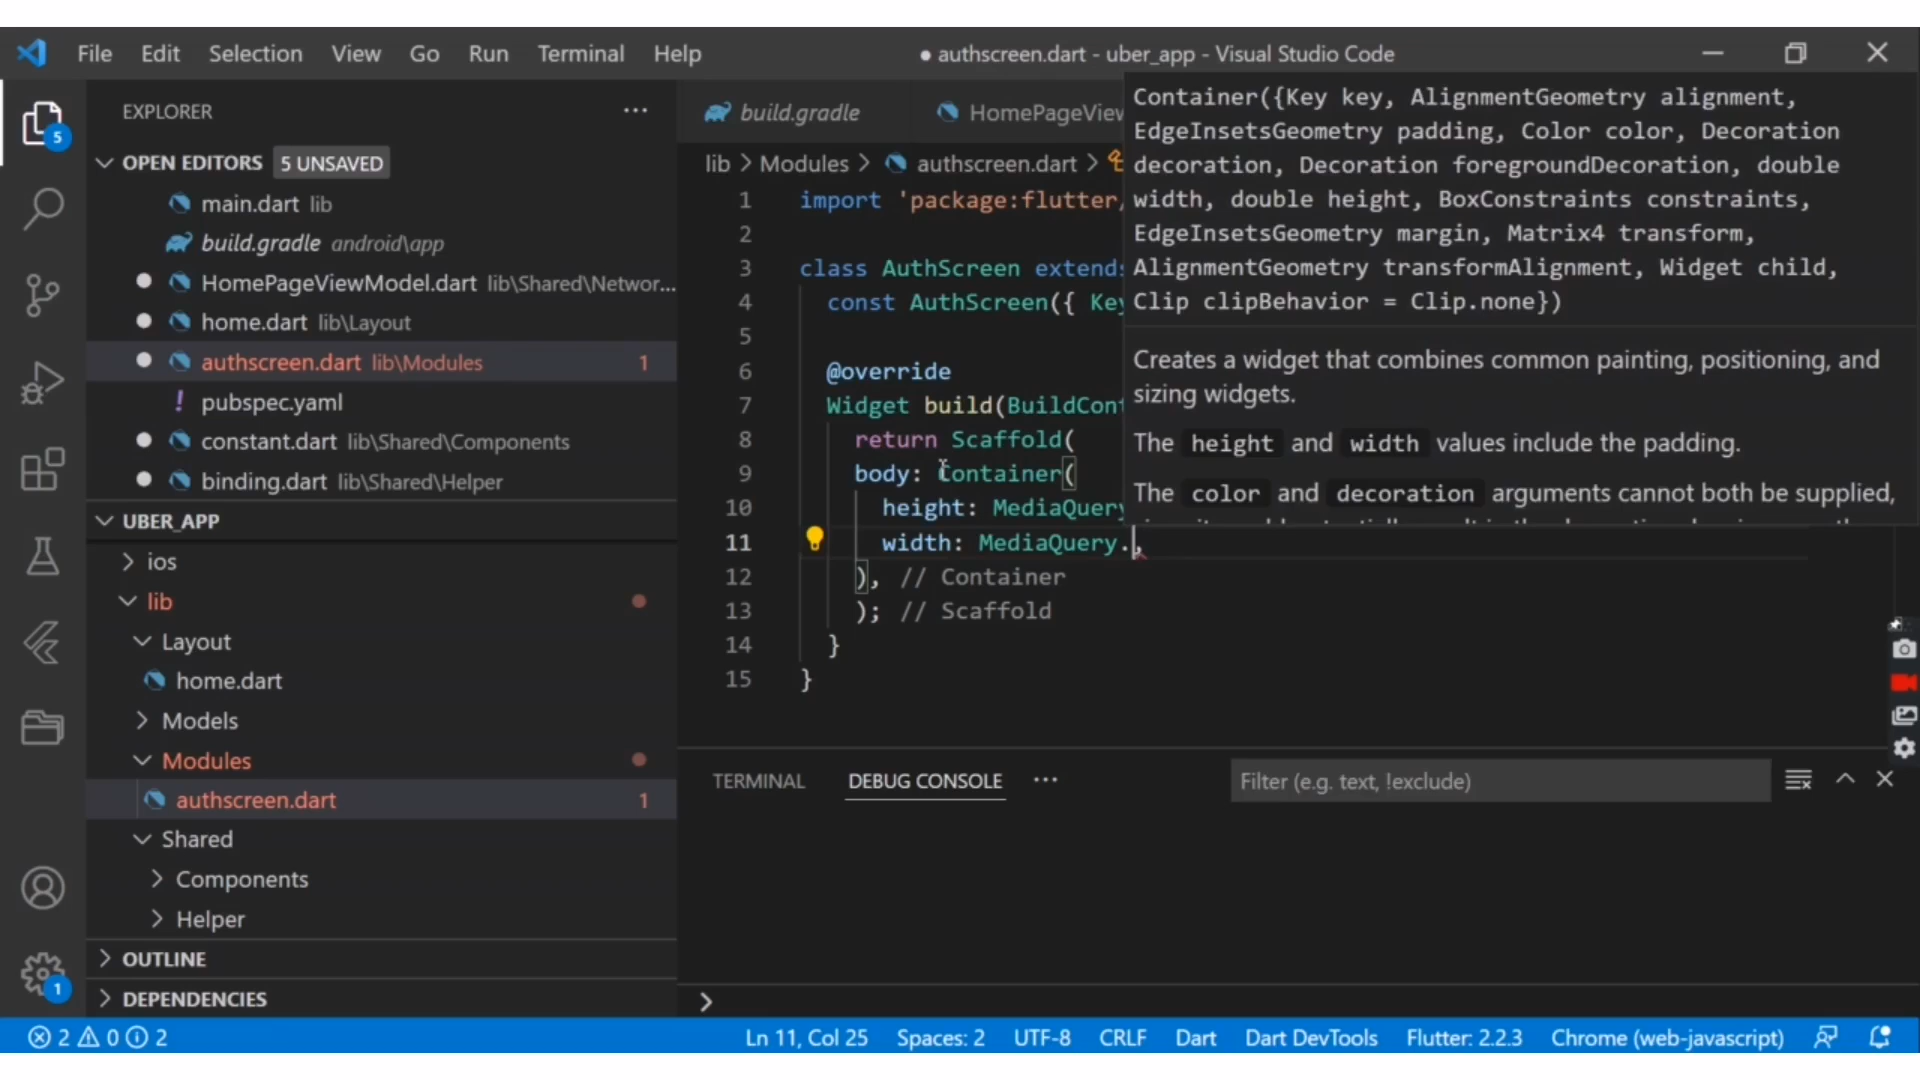 File Edit Selection View Go Run Terminal Help
● authscreen.dart - uber_app - Visual Studio Code
EXPLORER
OPEN EDITORS 5 UNSAVED
main.dart lib
build.gradle android\app
HomePageViewModel.dart lib\Shared\Networ...
home.dart lib\Layout
authscreen.dart lib\Modules 1
! pubspec.yaml
constant.dart lib\Shared\Components
binding.dart lib\Shared\Helper
UBER_APP
ios
lib
Layout
home.dart
Models
Modules
authscreen.dart 1
Shared
Components
Helper
OUTLINE
DEPENDENCIES
5
1
build.gradle
HomePageView
lib > Modules > authscreen.dart >
1 import 'package:flutter
2
3 class AuthScreen extends
4 const AuthScreen({ Key
5
6 @override
7 Widget build(BuildCont
8 return Scaffold(
9 body: Container(
10 height: MediaQuery
11 width: MediaQuery.,
12 ), // Container
13 ); // Scaffold
14 }
15 }
Container({Key key, AlignmentGeometry alignment,
EdgeInsetsGeometry padding, Color color, Decoration
decoration, Decoration foregroundDecoration, double
width, double height, BoxConstraints constraints,
EdgeInsetsGeometry margin, Matrix4 transform,
AlignmentGeometry transformAlignment, Widget child,
Clip clipBehavior = Clip.none})
Creates a widget that combines common painting, positioning, and
sizing widgets.
The height and width values include the padding.
The color and decoration arguments cannot both be supplied,
TERMINAL DEBUG CONSOLE ...
Filter (e.g. text, !exclude)
>
2 0 2
Ln 11, Col 25 Spaces: 2 UTF-8 CRLF Dart Dart DevTools Flutter: 2.2.3 Chrome (web-javascript)